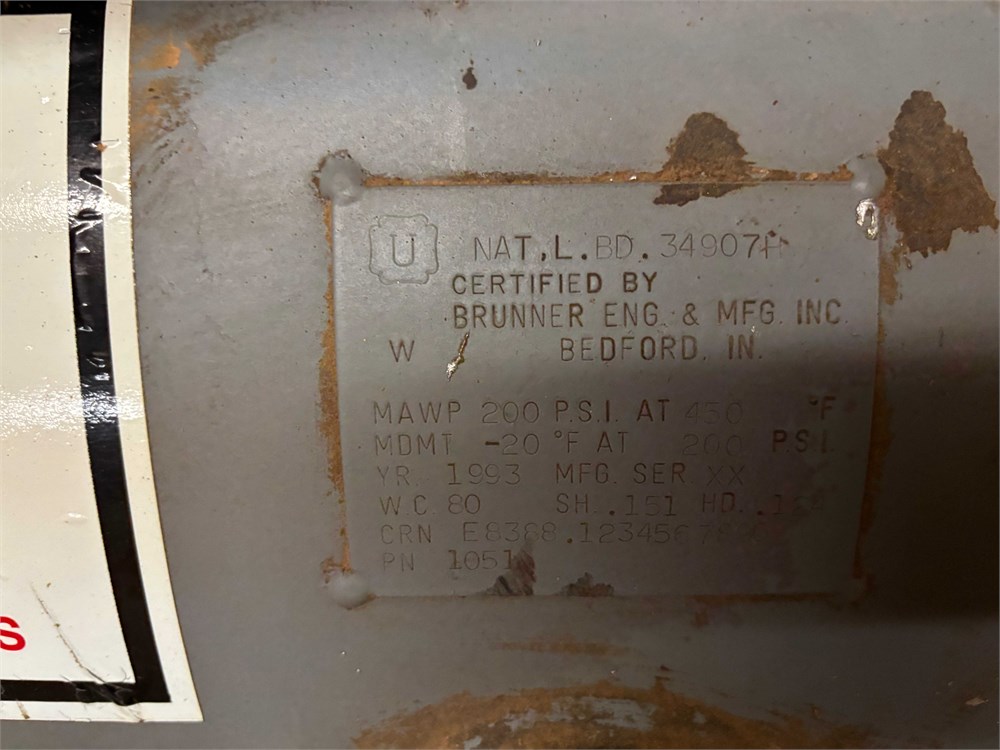 U NAT,L. BD. 34907
CERTIFIED BY
BRUNNER ENG. & MFG. INC.
W BEDFORD. IN.
MAWP 200 P.S.I. AT 450 °F
MDMT -20 °F AT 200 P.S.I.
YR. 1993 MFG. SER XX
W.C. 80 SH. .151 HD.
CRN
PN
S